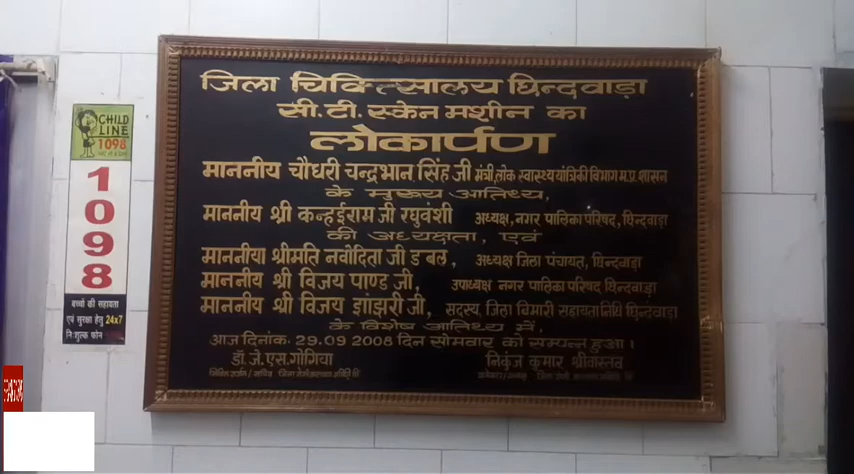 जिला चिकित्सालय छिन्दवाड़ा
सी.टी. स्केन मशीन का
लोकार्पण
माननीय चौधरी चन्द्रभान सिंह जी मंत्री, लोक स्वास्थ्य यांत्रिकी विभाग म.प्र. शासन
के मुख्य आतिथ्य,
माननीय श्री कन्हईराम जी रघुवंशी अध्यक्ष, नगर पालिका परिषद, छिन्दवाड़ा
की अध्यक्षता, एवं
माननीया श्रीमति नवोदिता जी डबल, अध्यक्ष जिला पंचायत, छिन्दवाड़ा
माननीय श्री विजय पाण्ड जी, उपाध्यक्ष नगर पालिका परिषद छिन्दवाड़ा
माननीय श्री विजय झांझरी जी, सदस्य, जिला बिमारी सहायता निधि छिन्दवाड़ा
के विशेष आतिथ्य में,
आज दिनांक. 29.09 2008 दिन सोमवार को सम्पन्न हुआ।
डॉ. जे. एस. गोगिया निकुंज कुमार श्रीवास्तव
CHILD
LINE
1098
1
0
9
8
बच्चों की सहायता
एवं सुरक्षा हेतु 24x7
नि शुल्क फोन